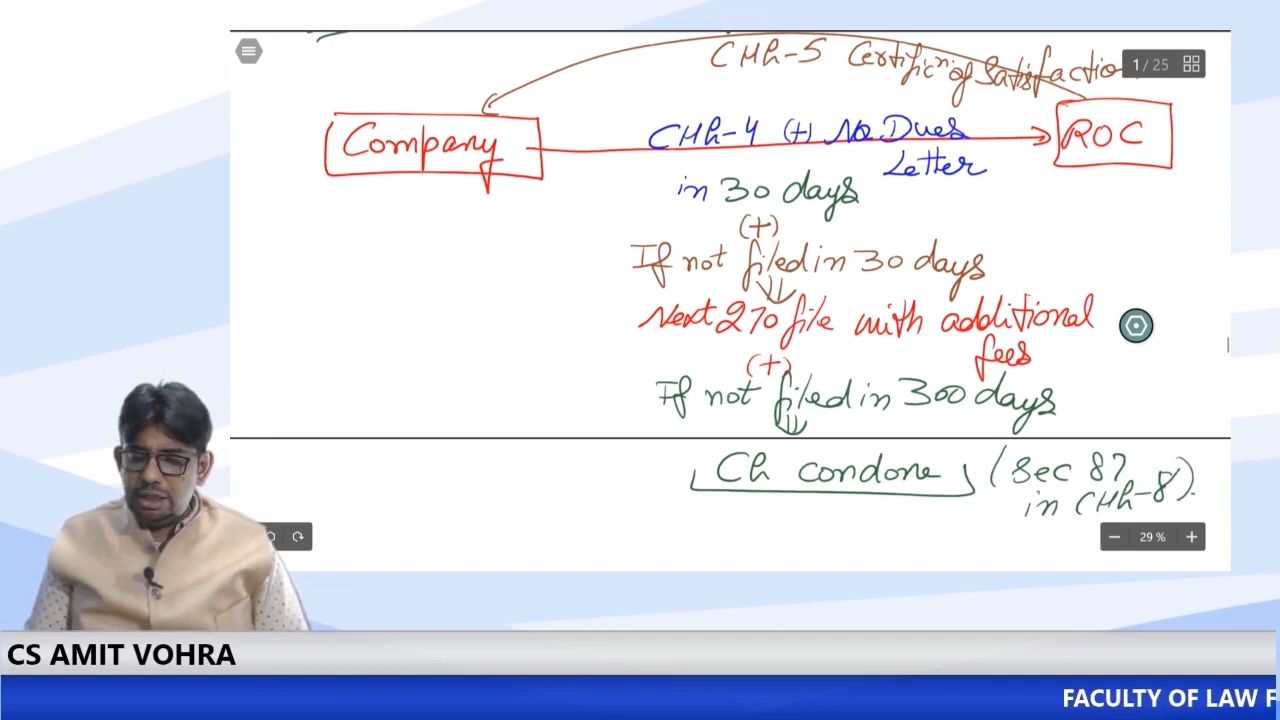 CHG-5 Certificn of Satisfaction
1 / 25
Company
CHG-4 (+) No Dues
Letter
ROC
in 30 days
(+)
If not filed in 30 days
Next 270 file with additional
fees
(+)
If not filed in 300 days
CG condone (Sec 87
in CHG-8).
29 %
CS AMIT VOHRA
FACULTY OF LAW F